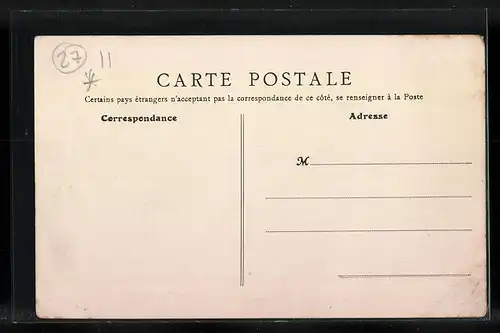 27 11
*
CARTE POSTALE
Certains pays étrangers n'acceptant pas la correspondance de ce côté, se renseigner à la Poste
Correspondance Adresse
M